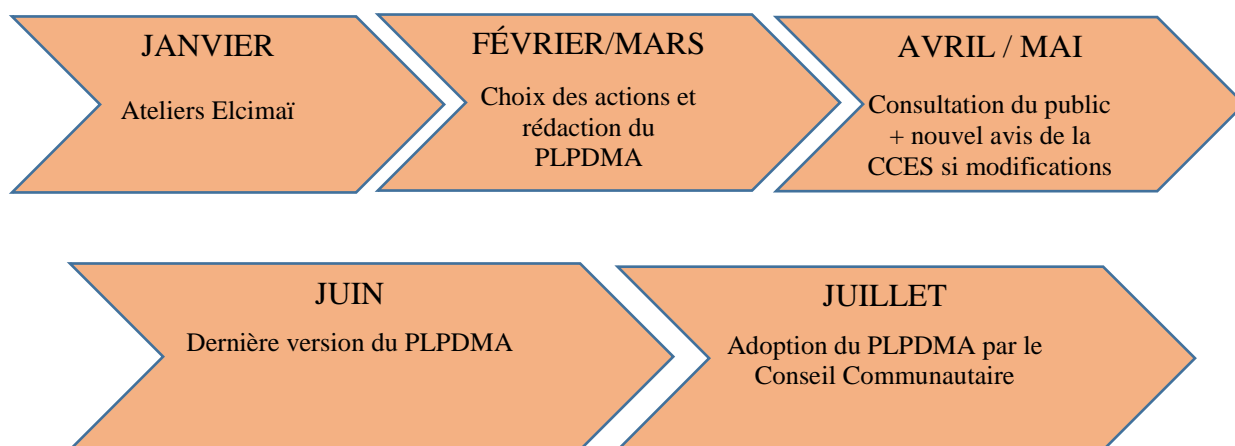 JANVIER
Ateliers Elcimaï
FÉVRIER/MARS
Choix des actions et
rédaction du
PLPDMA
AVRIL / MAI
Consultation du public
+ nouvel avis de la
CCES si modifications
JUIN
Dernière version du PLPDMA
JUILLET
Adoption du PLPDMA par le
Conseil Communautaire